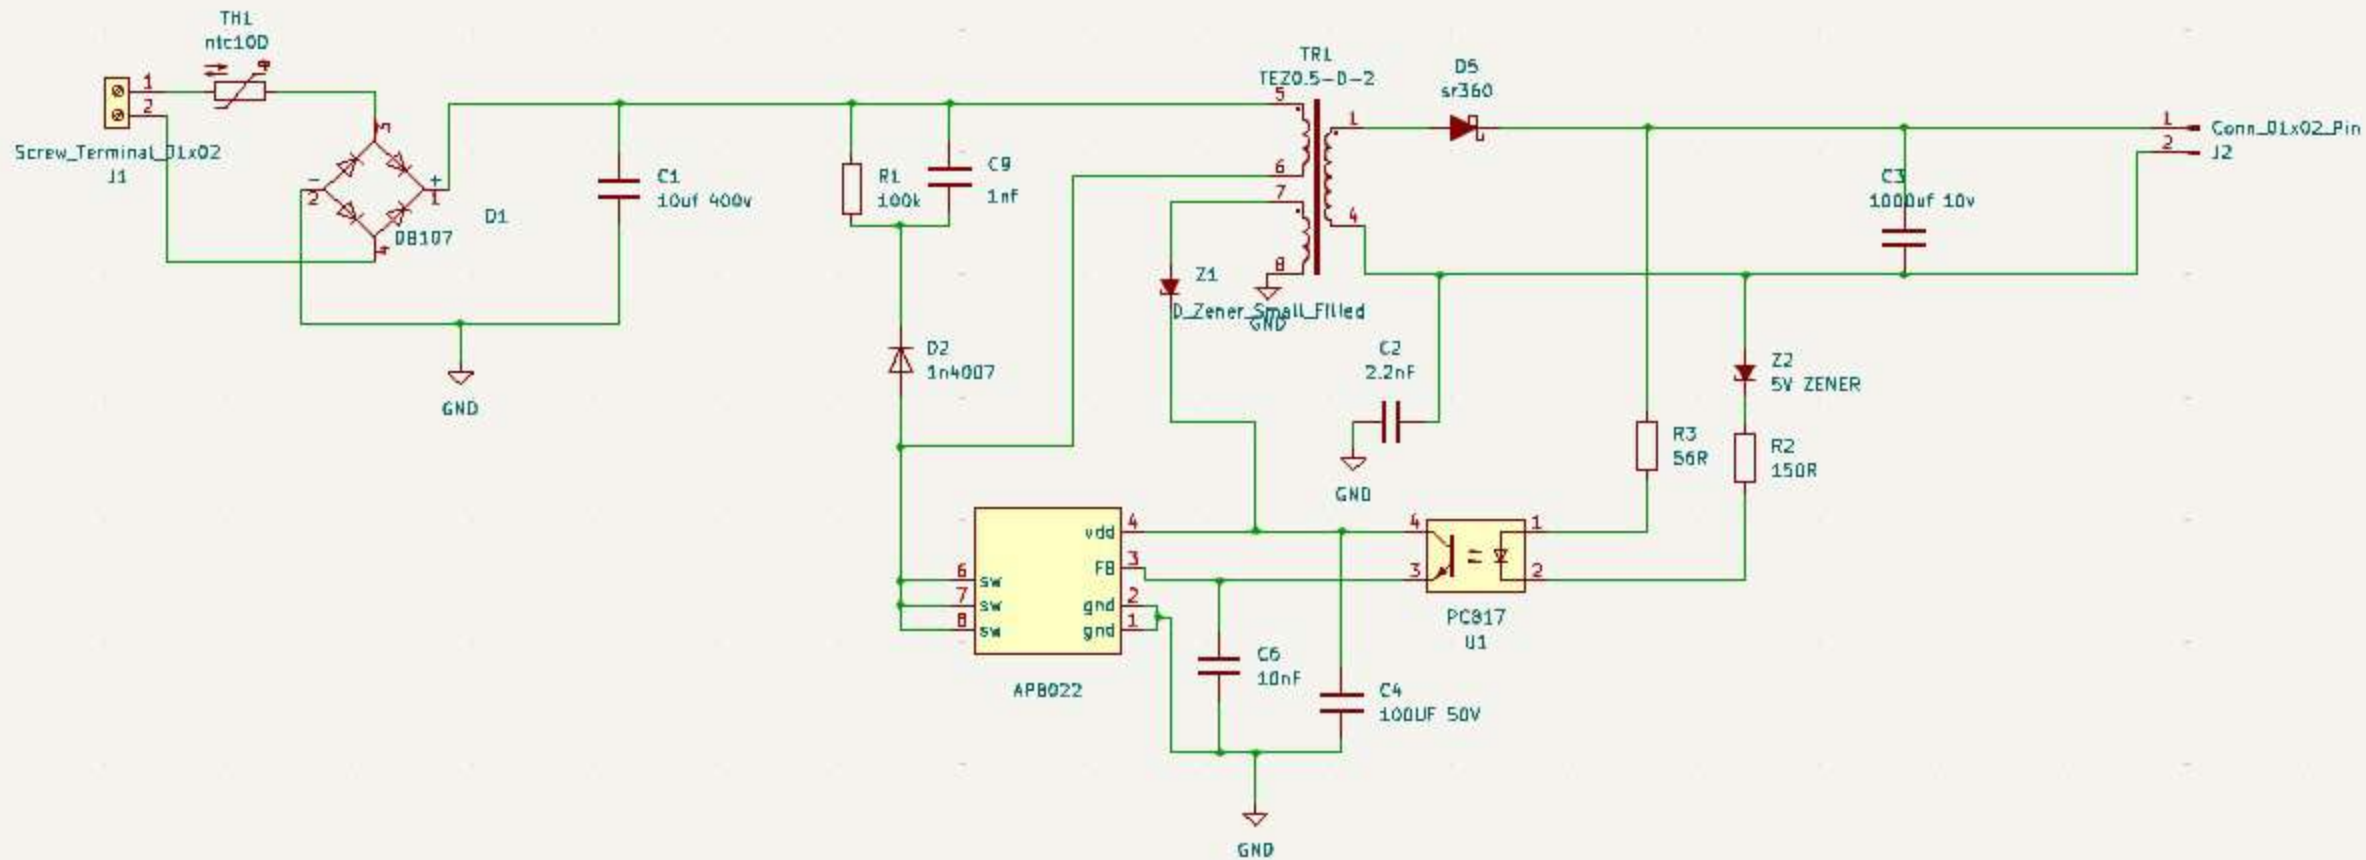 TH1
ntc10D
1
2
Screw_Terminal_01x02
J1
3
-
2
+
1
4
D1
DB107
GND
C1
10uf 400v
R1
100k
C9
1nF
D2
1n4007
TR1
TEZ0.5-D-2
5
6
7
8
1
4
GND
Z1
D_Zener_Small_Filled
D5
sr360
C2
2.2nF
GND
C3
1000uf 10v
1
2
Conn_01x02_Pin
J2
Z2
5V ZENER
R3
56R
R2
150R
vdd
4
FB
3
gnd
2
gnd
1
6
sw
7
sw
8
sw
AP8022
4
3
1
2
PC817
U1
C6
10nF
C4
100UF 50V
GND